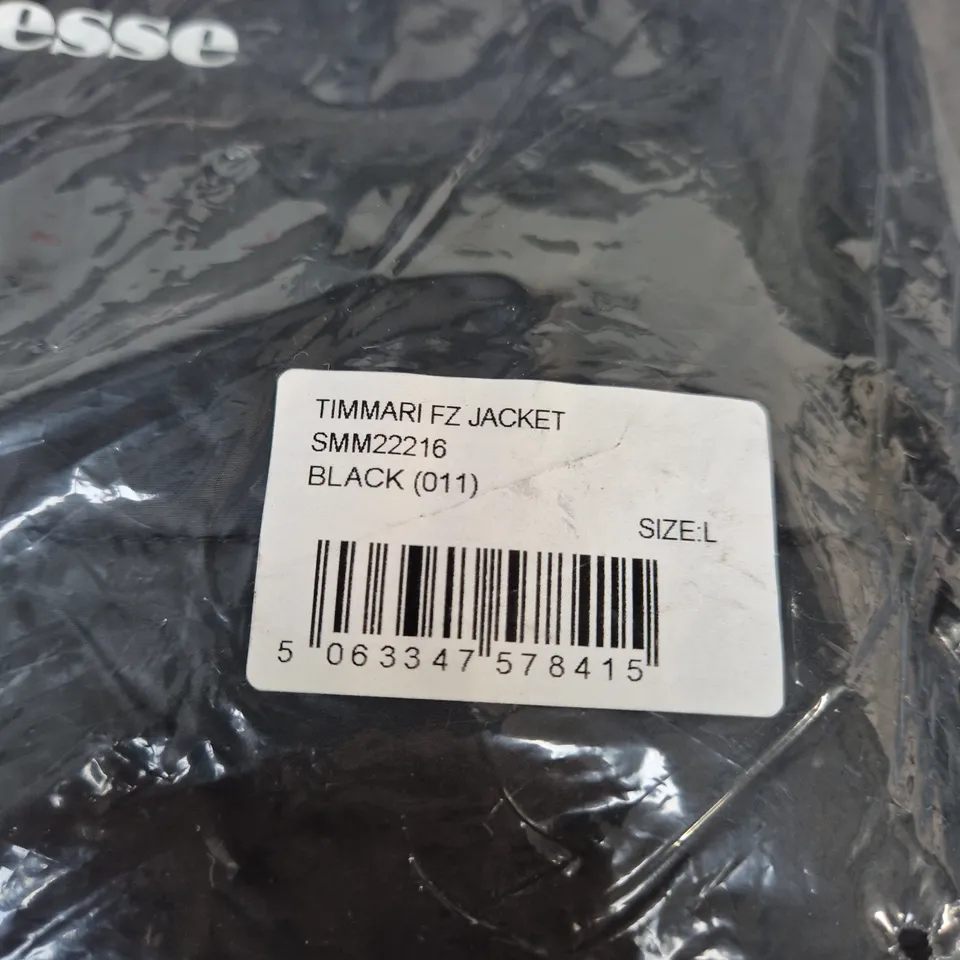 esse
TIMMARI FZ JACKET
SMM22216
BLACK (011)
SIZE:L
5 063347 578415